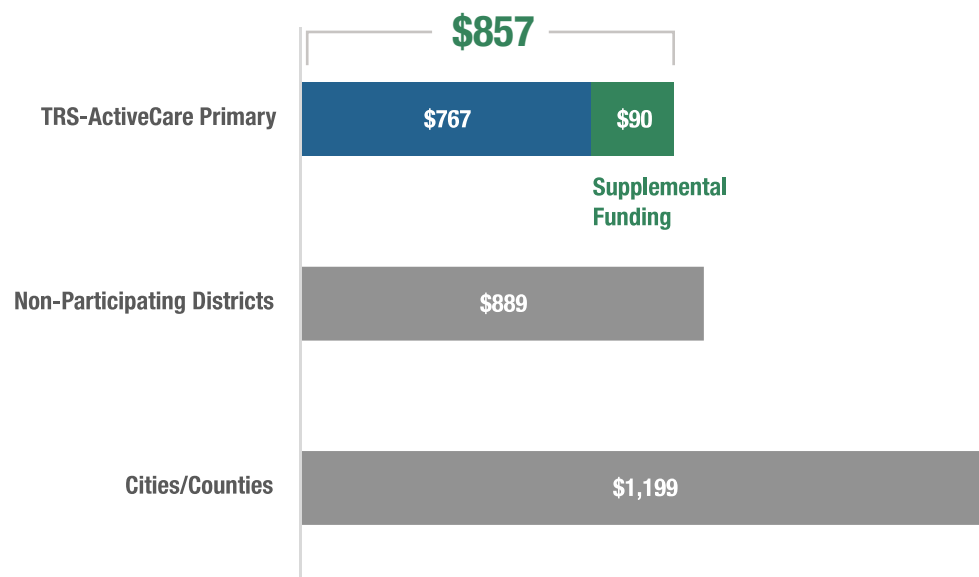 $857
TRS-ActiveCare Primary
$767
$90
Supplemental
Funding
Non-Participating Districts
$889
Cities/Counties
$1,199